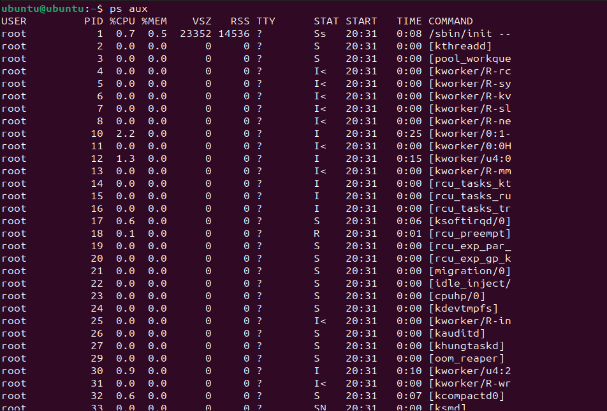 ubuntu@ubuntu:~$ ps aux
USER         PID %CPU %MEM    VSZ   RSS TTY      STAT START   TIME COMMAND
root           1  0.7  0.5  23352 14536 ?        Ss   20:31   0:08 /sbin/init --
root           2  0.0  0.0      0     0 ?        S    20:31   0:00 [kthreadd]
root           3  0.0  0.0      0     0 ?        S    20:31   0:00 [pool_workque
root           4  0.0  0.0      0     0 ?        I<   20:31   0:00 [kworker/R-rc
root           5  0.0  0.0      0     0 ?        I<   20:31   0:00 [kworker/R-sy
root           6  0.0  0.0      0     0 ?        I<   20:31   0:00 [kworker/R-kv
root           7  0.0  0.0      0     0 ?        I<   20:31   0:00 [kworker/R-sl
root           8  0.0  0.0      0     0 ?        I<   20:31   0:00 [kworker/R-ne
root          10  2.2  0.0      0     0 ?        I    20:31   0:25 [kworker/0:1-
root          11  0.0  0.0      0     0 ?        I<   20:31   0:00 [kworker/0:0H
root          12  1.3  0.0      0     0 ?        I    20:31   0:15 [kworker/u4:0
root          13  0.0  0.0      0     0 ?        I<   20:31   0:00 [kworker/R-mm
root          14  0.0  0.0      0     0 ?        I    20:31   0:00 [rcu_tasks_kt
root          15  0.0  0.0      0     0 ?        I    20:31   0:00 [rcu_tasks_ru
root          16  0.0  0.0      0     0 ?        I    20:31   0:00 [rcu_tasks_tr
root          17  0.6  0.0      0     0 ?        S    20:31   0:06 [ksoftirqd/0]
root          18  0.1  0.0      0     0 ?        R    20:31   0:01 [rcu_preempt]
root          19  0.0  0.0      0     0 ?        S    20:31   0:00 [rcu_exp_par_
root          20  0.0  0.0      0     0 ?        S    20:31   0:00 [rcu_exp_gp_k
root          21  0.0  0.0      0     0 ?        S    20:31   0:00 [migration/0]
root          22  0.0  0.0      0     0 ?        S    20:31   0:00 [idle_inject/
root          23  0.0  0.0      0     0 ?        S    20:31   0:00 [cpuhp/0]
root          24  0.0  0.0      0     0 ?        S    20:31   0:00 [kdevtmpfs]
root          25  0.0  0.0      0     0 ?        I<   20:31   0:00 [kworker/R-in
root          26  0.0  0.0      0     0 ?        S    20:31   0:00 [kauditd]
root          27  0.0  0.0      0     0 ?        S    20:31   0:00 [khungtaskd]
root          29  0.0  0.0      0     0 ?        S    20:31   0:00 [oom_reaper]
root          30  0.9  0.0      0     0 ?        I    20:31   0:10 [kworker/u4:2
root          31  0.0  0.0      0     0 ?        I<   20:31   0:00 [kworker/R-wr
root          32  0.6  0.0      0     0 ?        S    20:31   0:07 [kcompactd0]
root          33  0.0  0.0      0     0 ?        SN   20:31   0:00 [ksmd]